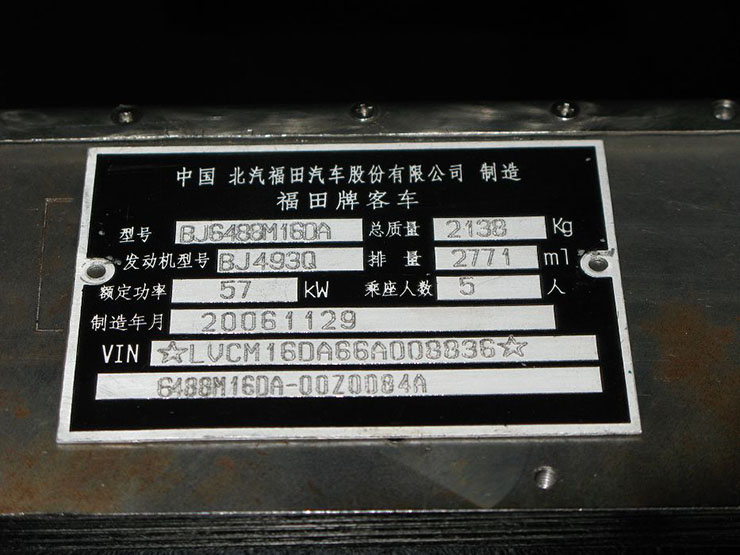 中国 北汽福田汽车股份有限公司 制造
福田牌客车
型号 BJ6488M16DA 总质量 2138 Kg
发动机型号 BJ493Q 排量 2771 ml
额定功率 57 kW 乘座人数 5 人
制造年月 20061129
VIN ☆LVCM16DA66A008836☆
6488M16DA-00Z0084A